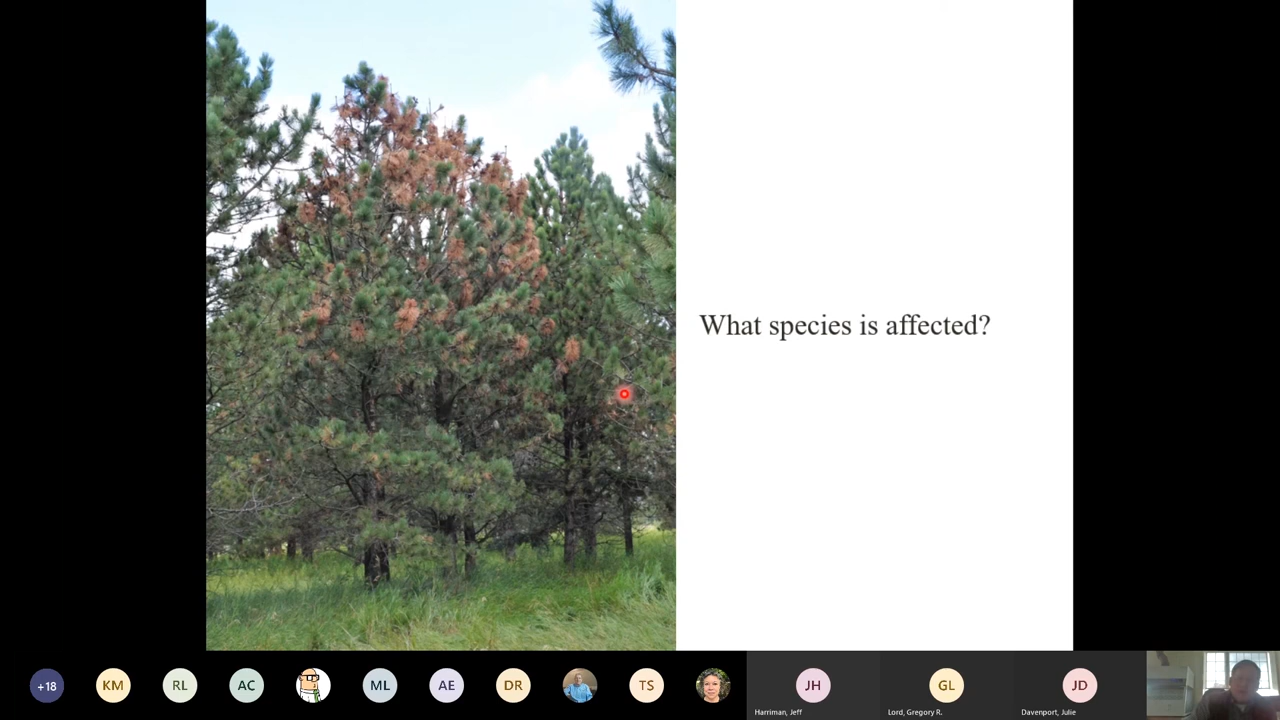 What species is affected?
+18
KM
RL
AC
ML
AE
DR
TS
JH
GL
JD
Harriman, Jeff
Lord, Gregory R.
Davenport, Julie